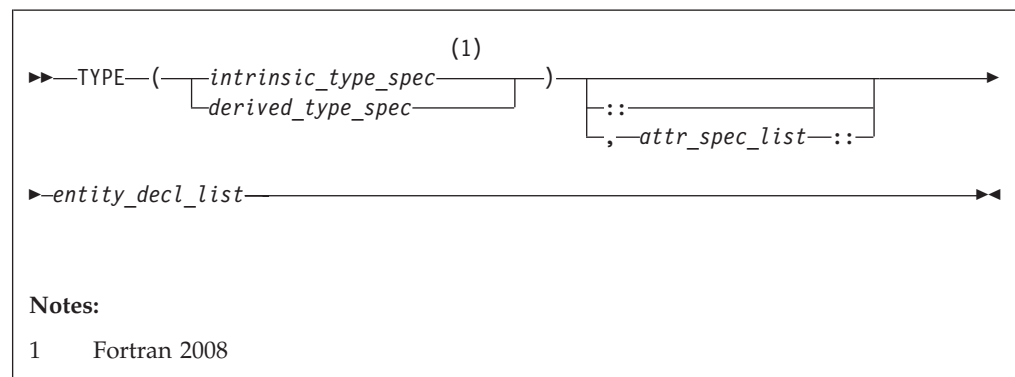 (1)
TYPE ( intrinsic_type_spec )
derived_type_spec ::
, attr_spec_list ::
entity_decl_list
Notes:
1 Fortran 2008